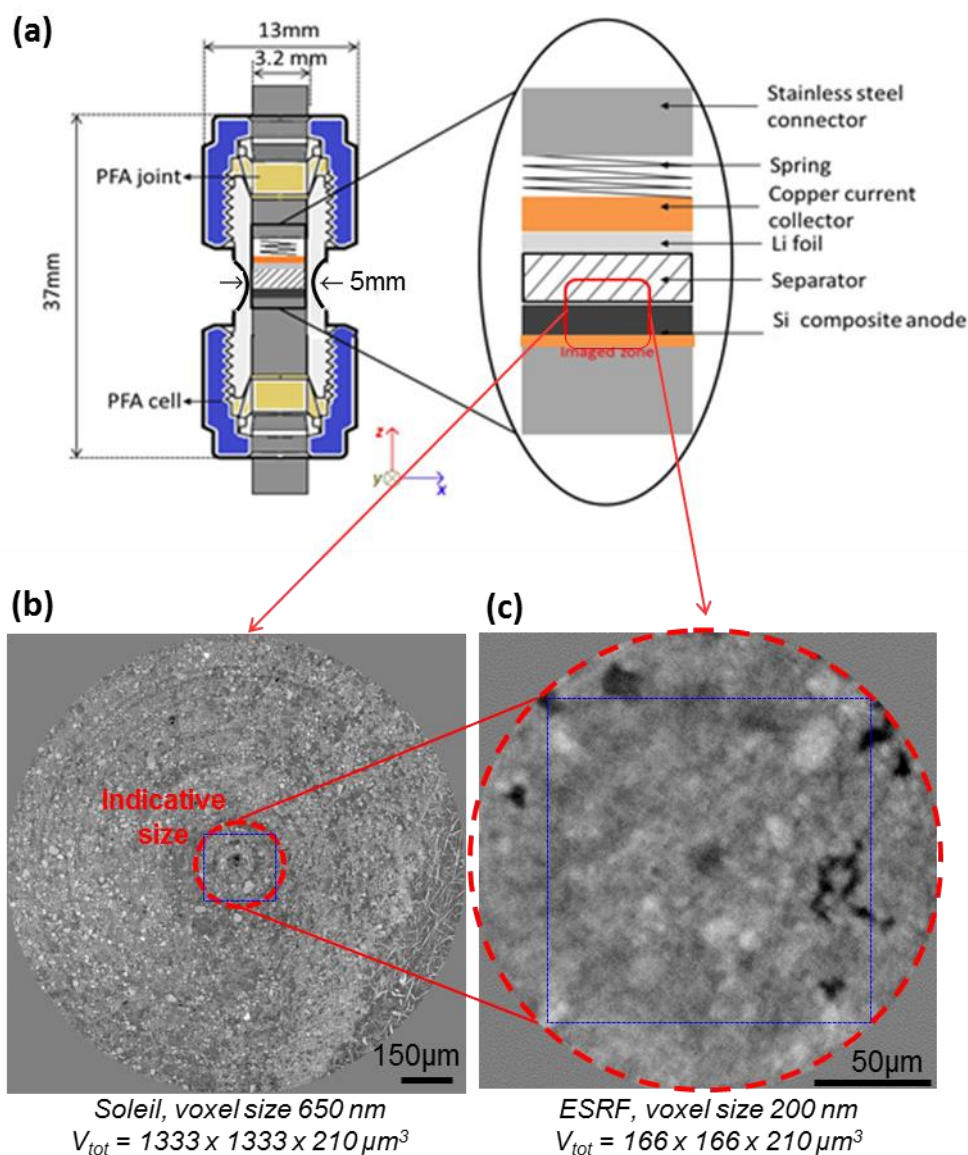 (a)
13mm
3.2 mm
37mm
PFA joint
5mm
PFA cell
Stainless steel
connector
Spring
Copper current
collector
Li foil
Separator
Si composite anode
Imaged zone
z
y
x
(b)
(c)
Indicative
size
150µm
50µm
Soleil, voxel size 650 nm
Vtot = 1333 x 1333 x 210 µm³
ESRF, voxel size 200 nm
Vtot = 166 x 166 x 210 µm³